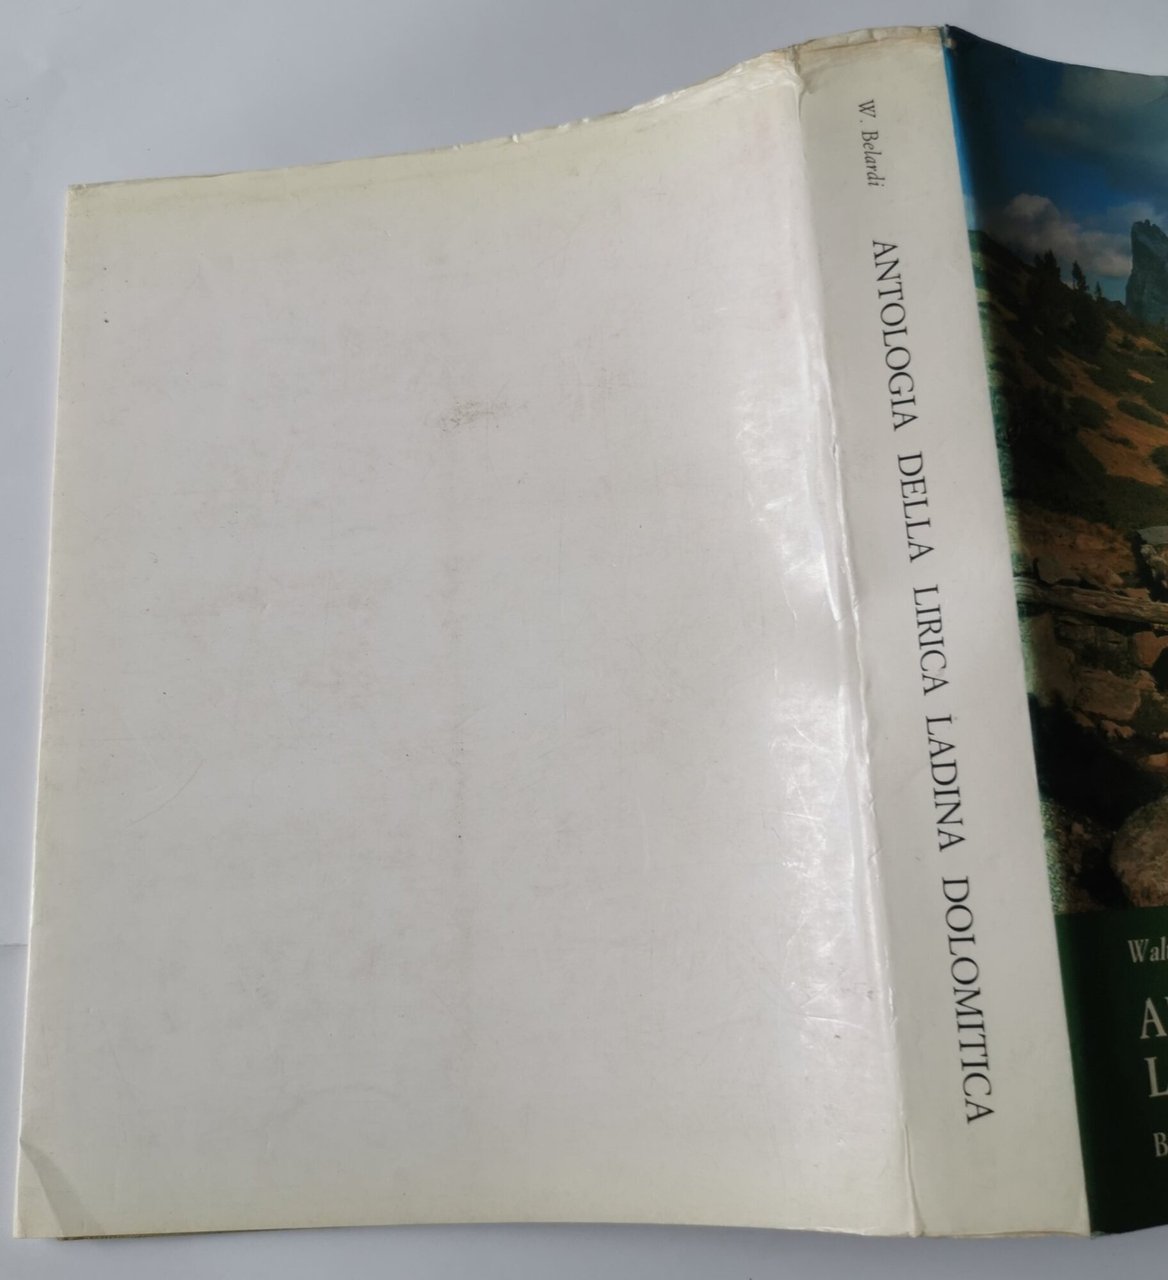 W. Belardi
ANTOLOGIA DELLA LIRICA LADINA DOLOMITICA